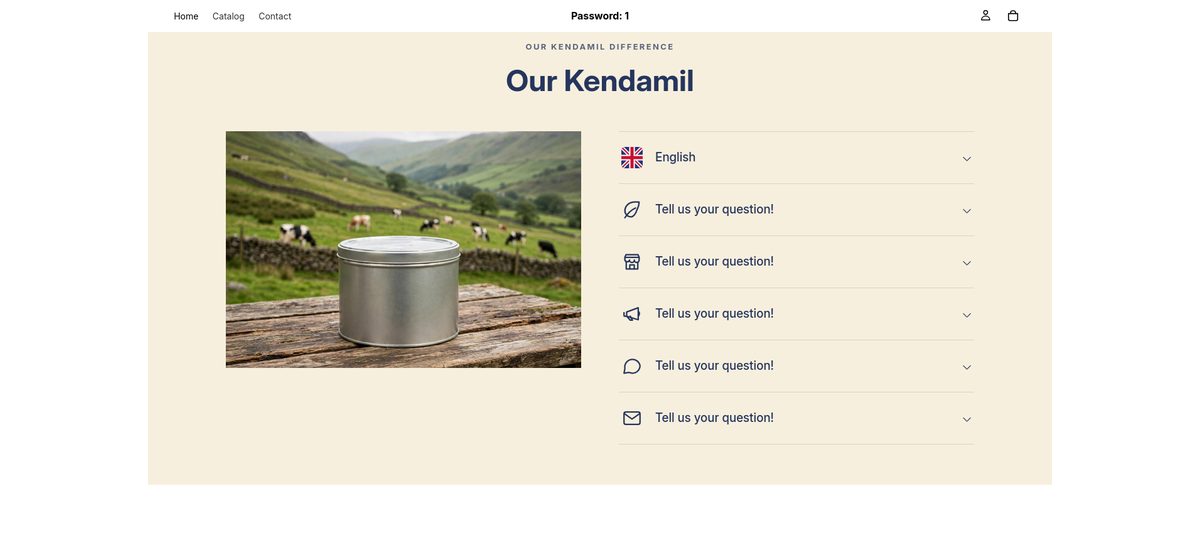 Home Catalog Contact
Password: 1
OUR KENDAMIL DIFFERENCE
Our Kendamil
English
Tell us your question!
Tell us your question!
Tell us your question!
Tell us your question!
Tell us your question!